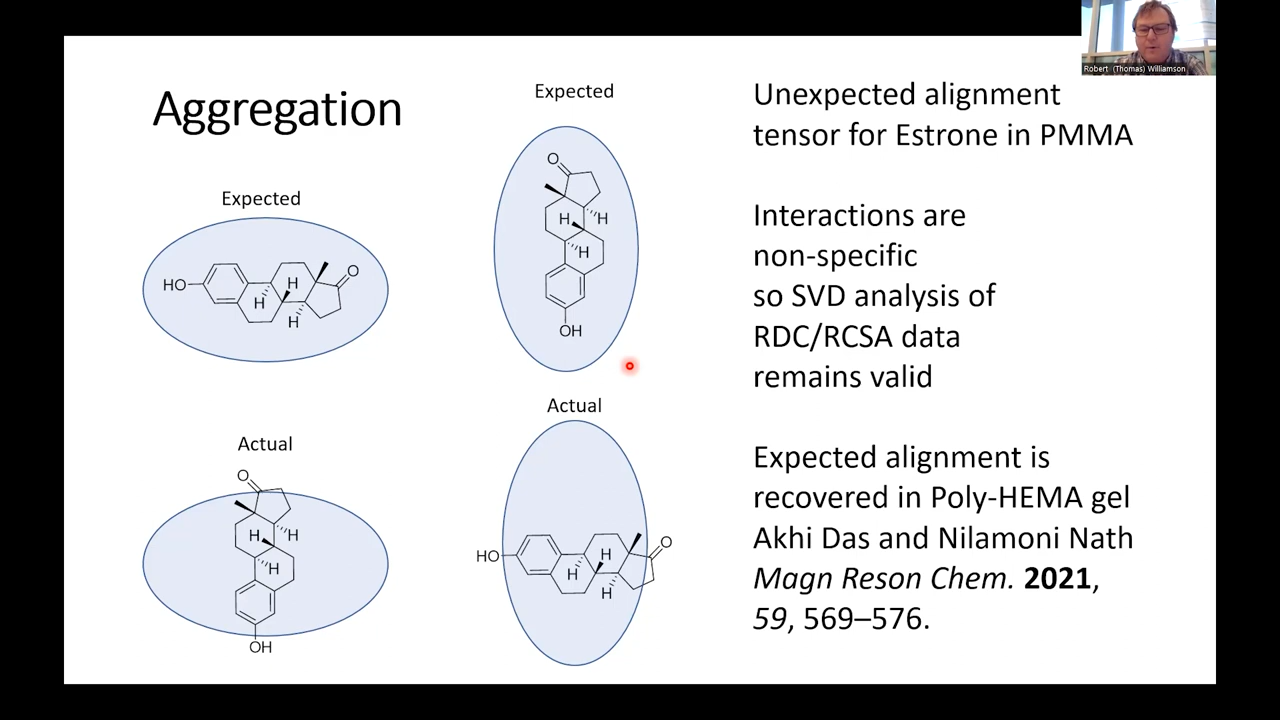 Robert (Thomas) Williamson
Aggregation
Expected
HO
H
H
H
O
Expected
O
H
H
H
OH
Actual
O
H
H
H
OH
Actual
HO
H
H
H
O
Unexpected alignment
tensor for Estrone in PMMA
Interactions are
non-specific
so SVD analysis of
RDC/RCSA data
remains valid
Expected alignment is
recovered in Poly-HEMA gel
Akhi Das and Nilamoni Nath
Magn Reson Chem. 2021,
59, 569–576.